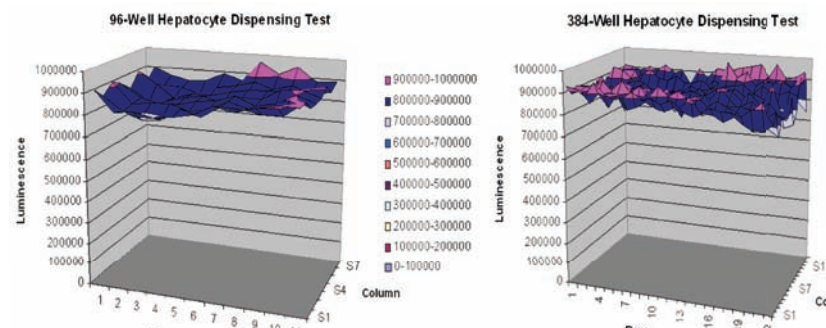 96-Well Hepatocyte Dispensing Test
1000000
900000
800000
700000
600000
500000
400000
300000
200000
100000
0
Luminescence
1 2 3 4 5 6 7 8 9
S1
S4
S7
Column
900000-1000000
800000-900000
700000-800000
600000-700000
500000-600000
400000-500000
300000-400000
200000-300000
100000-200000
0-100000
384-Well Hepatocyte Dispensing Test
1000000
900000
800000
700000
600000
500000
400000
300000
200000
100000
0
Luminescence
1 4 7 10 13 16
S1
S7